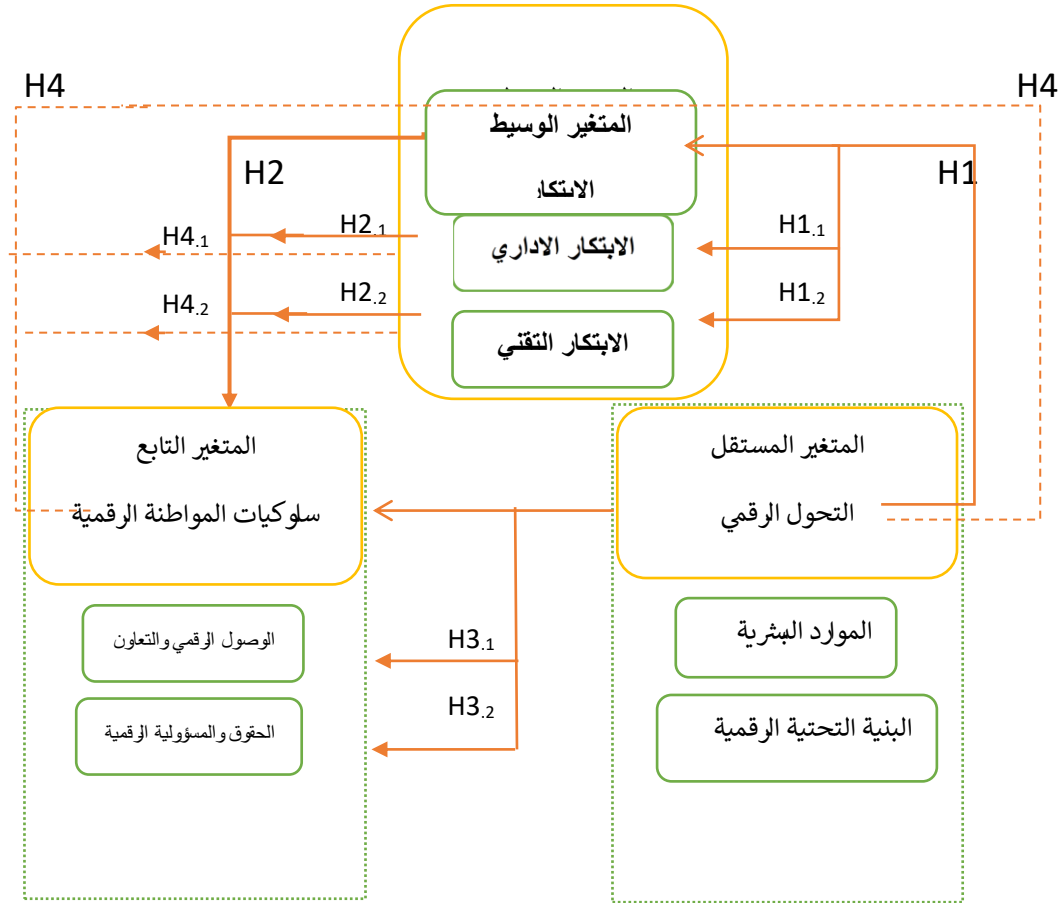 H4
H4
المتغير الوسيط
الابتكار
H2
H1
H4.1
H2.1
الابتكار الاداري
H1.1
H4.2
H2.2
الابتكار التقني
H1.2
المتغير المستقل
التحول الرقمي
المتغير التابع
سلوكيات المواطنة الرقمية
الموارد البشرية
البنية التحتية الرقمية
H3.1
H3.2
الوصول الرقمي والتعاون
الحقوق والمسؤولية الرقمية